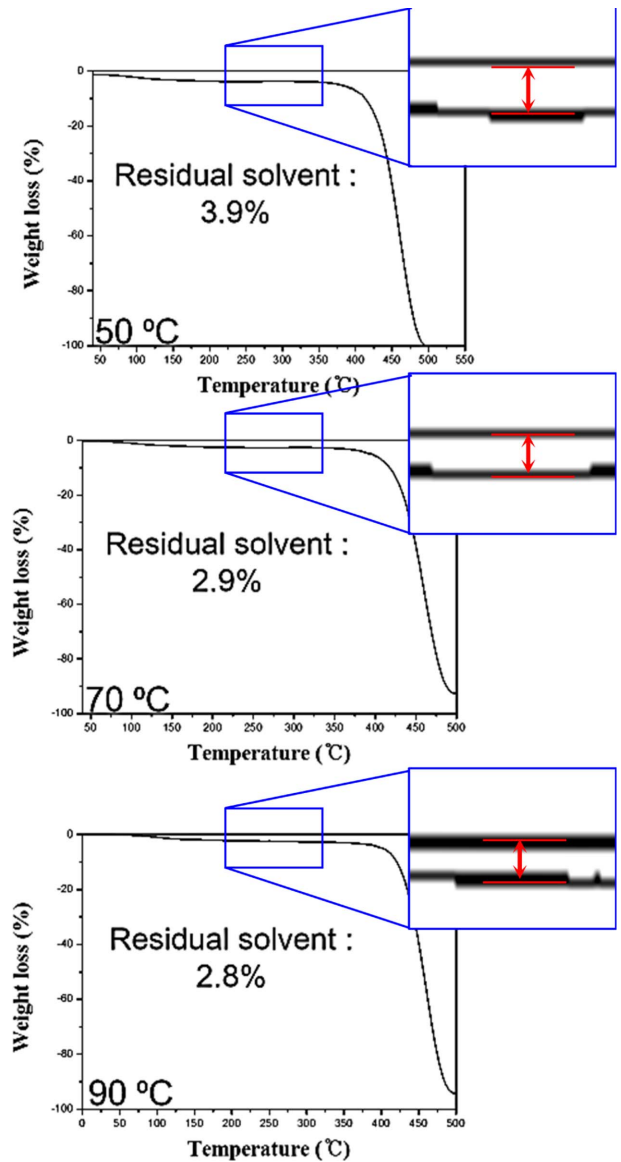 0
-20
-40
-60
-80
-100
Weight loss (%)
Residual solvent :
3.9%
50 ºC
50 100 150 200 250 300 350 400 450 500 550
Temperature (℃)
0
-20
-40
-60
-80
-100
Weight loss (%)
Residual solvent :
2.9%
70 ºC
50 100 150 200 250 300 350 400 450 500
Temperature (℃)
0
-20
-40
-60
-80
-100
Weight loss (%)
Residual solvent :
2.8%
90 ºC
0 50 100 150 200 250 300 350 400 450 500
Temperature (℃)